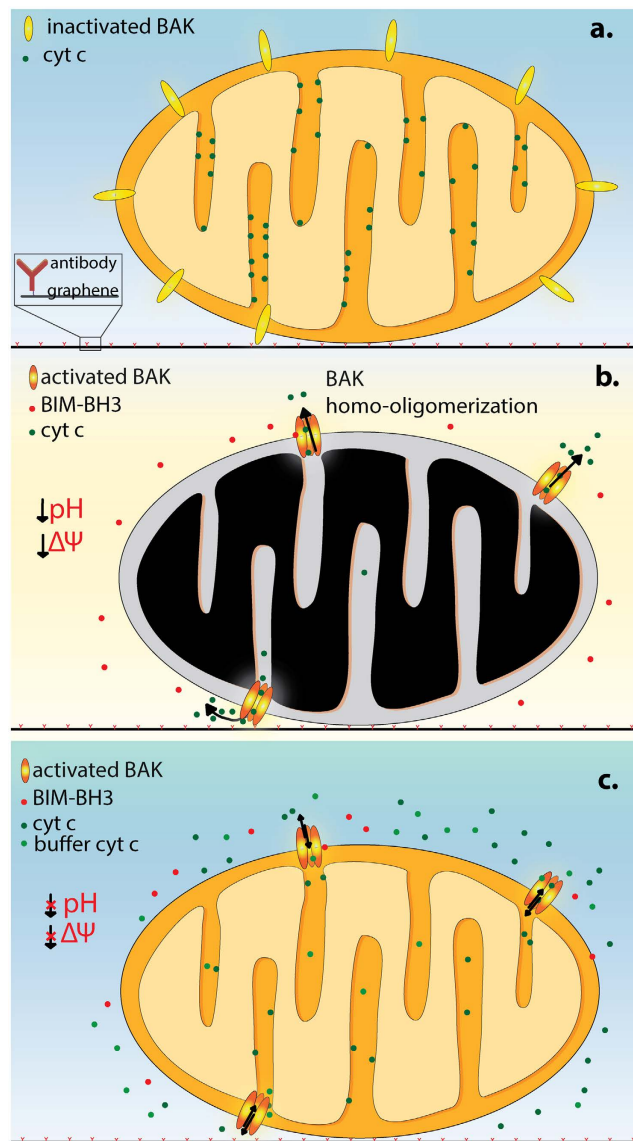 inactivated BAK
cyt c
a.
antibody
graphene
activated BAK
BIM-BH3
cyt c
BAK
homo-oligomerization
b.
pH
ΔΨ
activated BAK
BIM-BH3
cyt c
buffer cyt c
c.
pH
ΔΨ